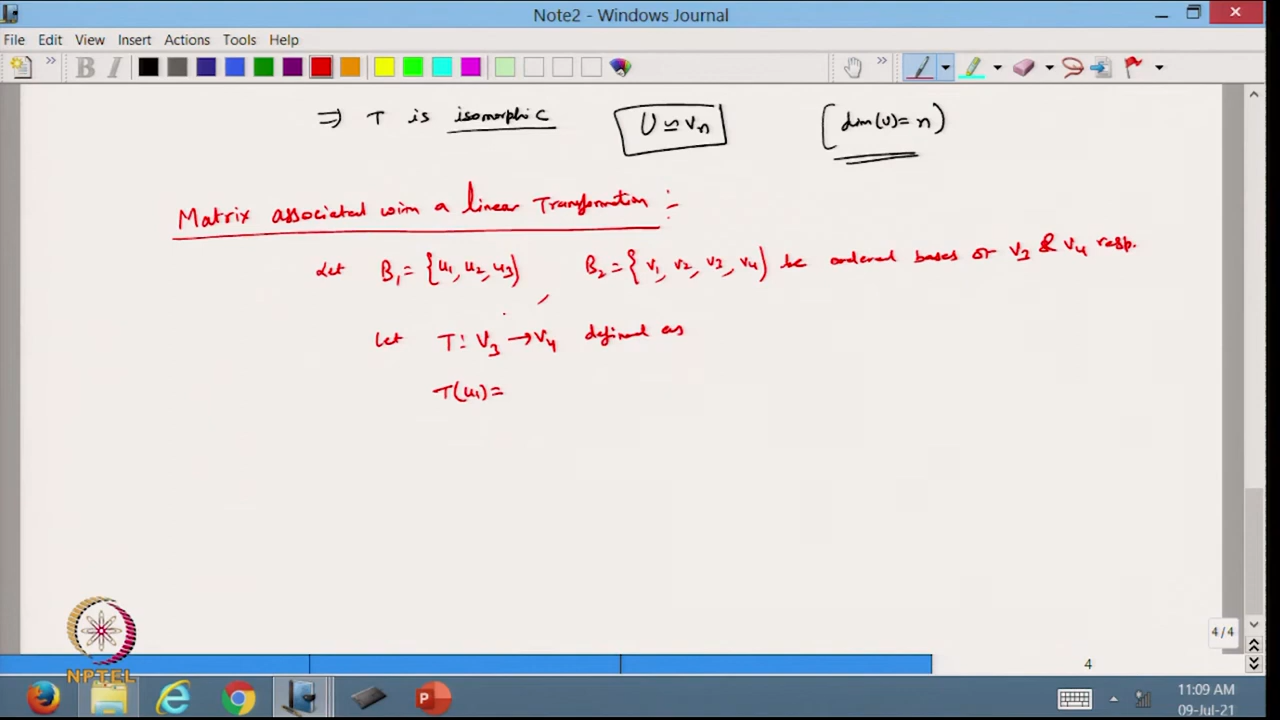 Note2 - Windows Journal
File Edit View Insert Actions Tools Help
⇒ T is isomorphic U ≃ Vn (dim(U)= n)
Matrix associated with a linear Transformation :-
Let B₁ = {u₁, u₂, u₃} , B₂ = {v₁, v₂, v₃, v₄} be ordered bases of V₃ & V₄ resp.
Let T: V₃ → V₄ defined as
T(u₁) =
4 / 4
4
NPTEL
11:09 AM
09-Jul-21